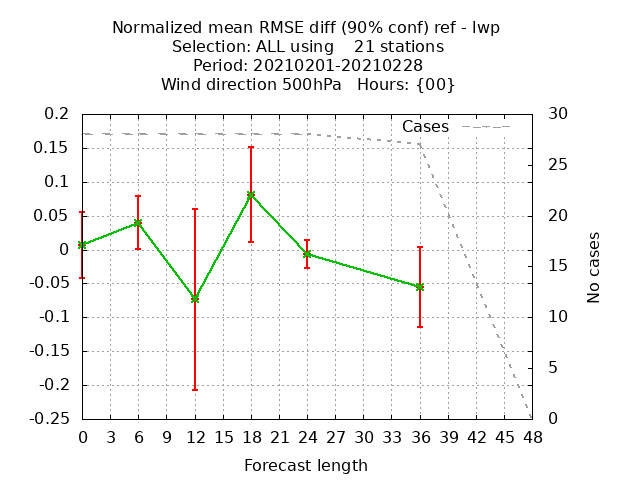 Normalized mean RMSE diff (90% conf) ref - lwp
Selection: ALL using    21 stations
Period: 20210201-20210228
Wind direction 500hPa   Hours: {00}
Cases
0.2
0.15
0.1
0.05
0
-0.05
-0.1
-0.15
-0.2
-0.25
30
25
20
15
10
5
0
No cases
0 3 6 9 12 15 18 21 24 27 30 33 36 39 42 45 48
Forecast length